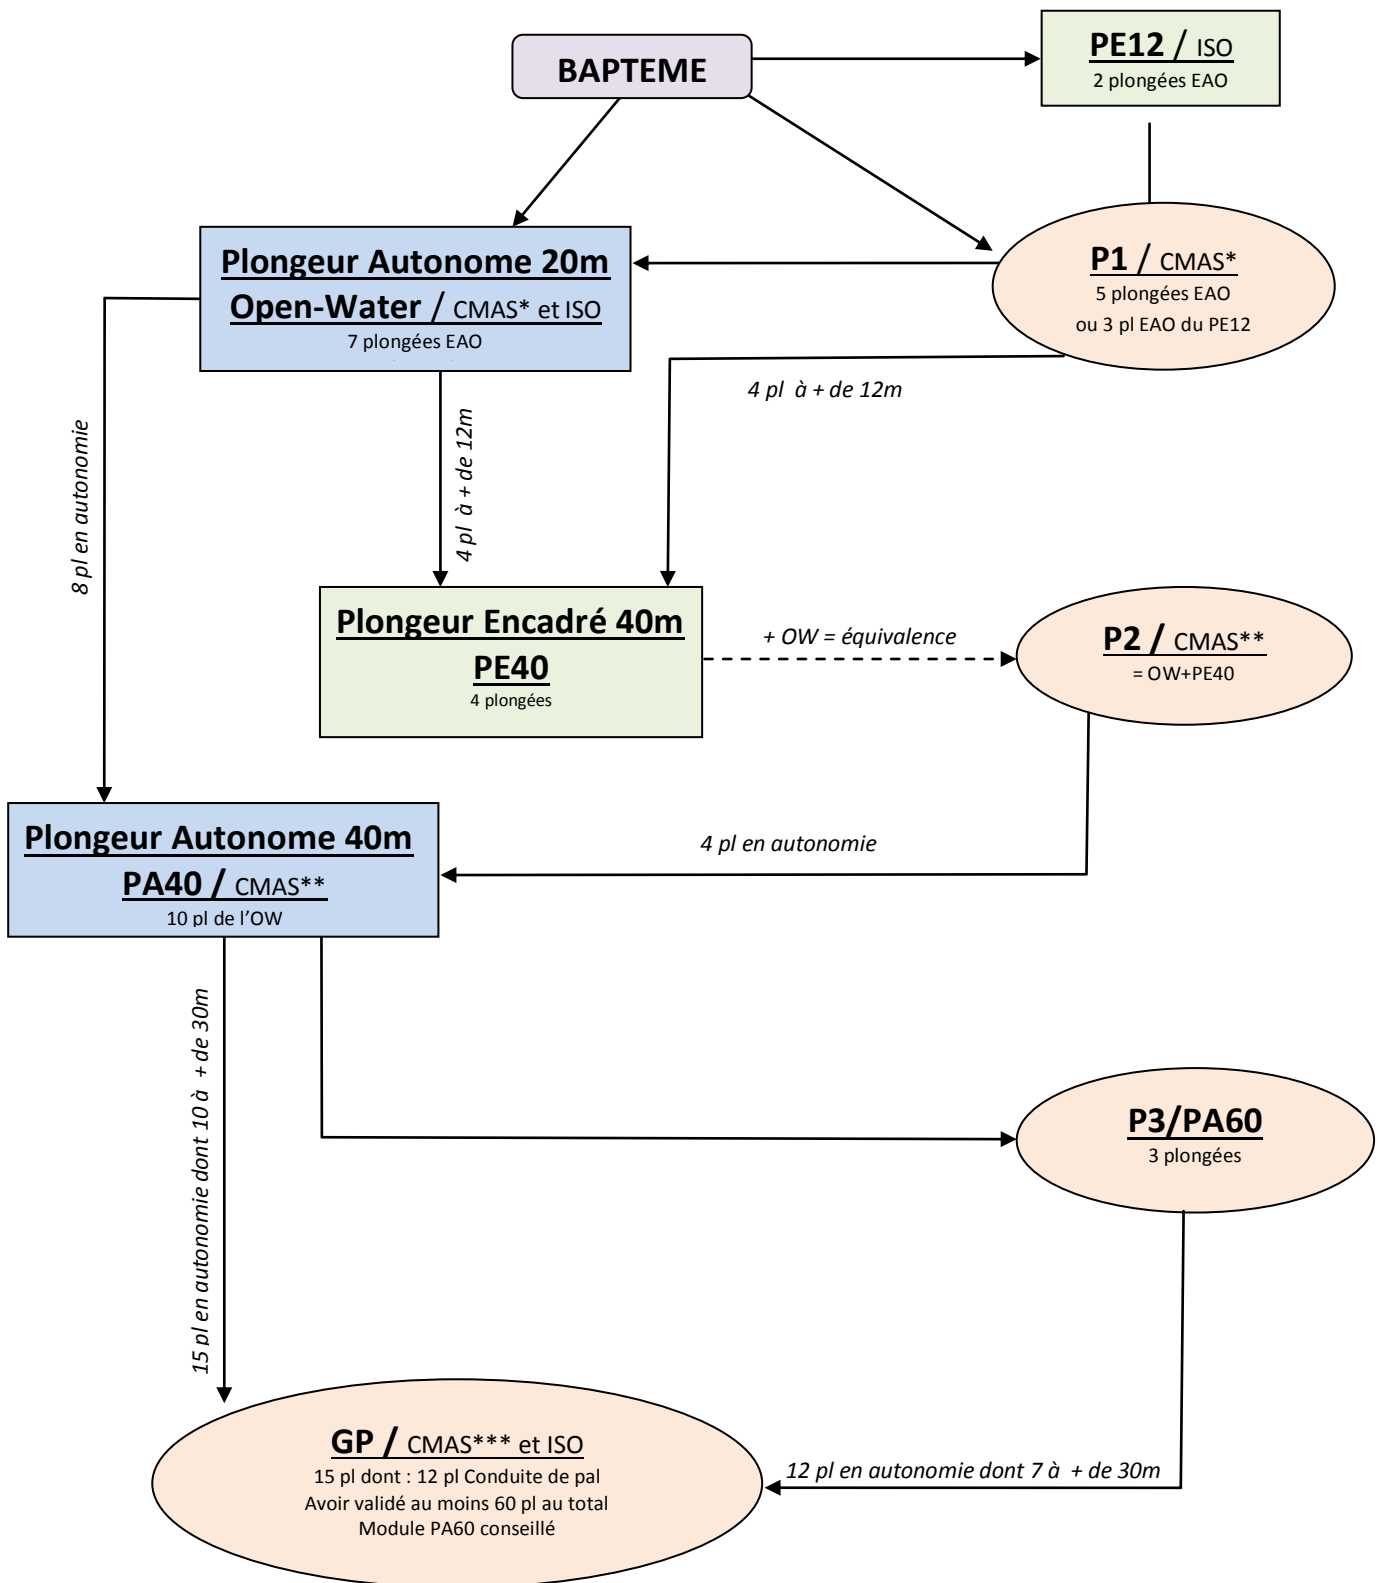 BAPTEME
PE12 / ISO
2 plongées EAO
Plongeur Autonome 20m
Open-Water / CMAS* et ISO
7 plongées EAO
P1 / CMAS*
5 plongées EAO
ou 3 pl EAO du PE12
4 pl à + de 12m
8 pl en autonomie
4 pl à + de 12m
Plongeur Encadré 40m
PE40
4 plongées
+ OW = équivalence
P2 / CMAS**
= OW+PE40
Plongeur Autonome 40m
PA40 / CMAS**
10 pl de l'OW
4 pl en autonomie
15 pl en autonomie dont 10 à + de 30m
P3/PA60
3 plongées
GP / CMAS*** et ISO
15 pl dont : 12 pl Conduite de pal
Avoir validé au moins 60 pl au total
Module PA60 conseillé
12 pl en autonomie dont 7 à + de 30m